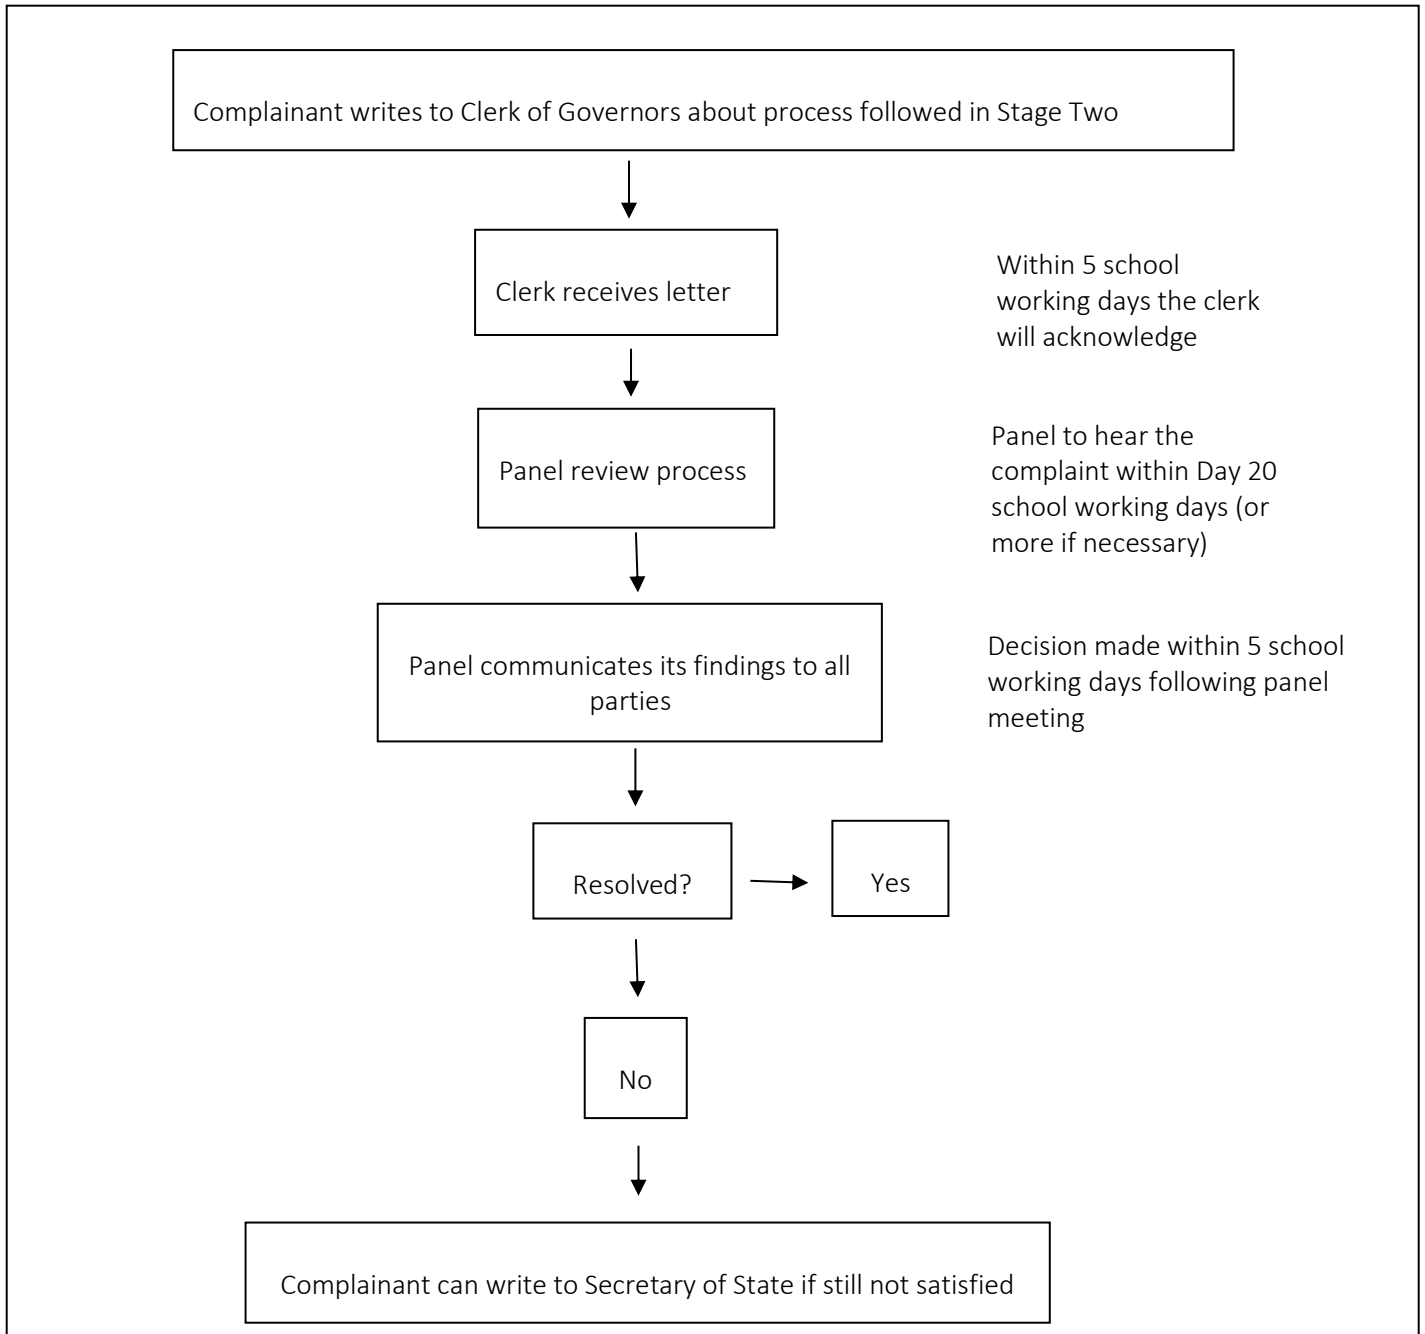 Complainant writes to Clerk of Governors about process followed in Stage Two
Clerk receives letter
Within 5 school
working days the clerk
will acknowledge
Panel review process
Panel to hear the
complaint within Day 20
school working days (or
more if necessary)
Panel communicates its findings to all
parties
Decision made within 5 school
working days following panel
meeting
Resolved?
Yes
No
Complainant can write to Secretary of State if still not satisfied